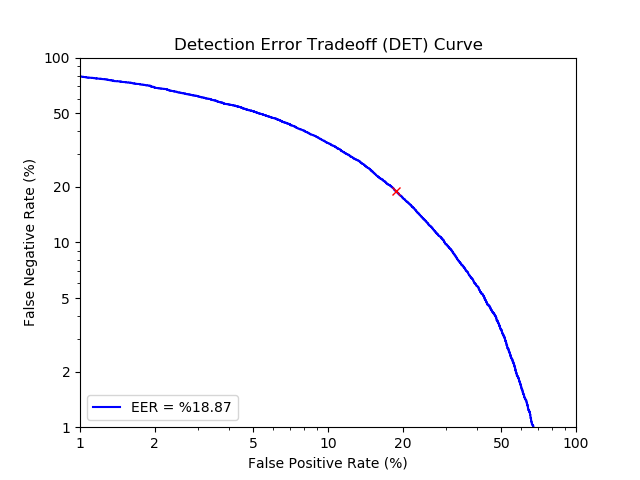 Detection Error Tradeoff (DET) Curve
False Negative Rate (%)
100
50
20
10
5
2
1
EER = %18.87
1 2 5 10 20 50 100
False Positive Rate (%)